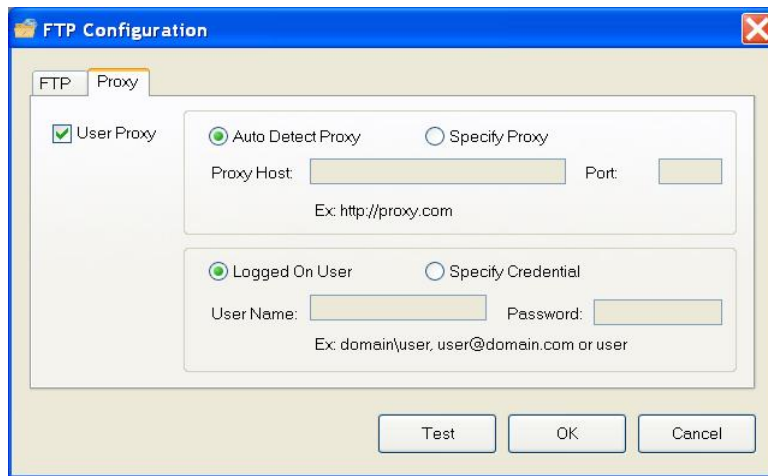 FTP Configuration
FTP Proxy
User Proxy
Auto Detect Proxy Specify Proxy
Proxy Host: Port:
Ex: http://proxy.com
Logged On User Specify Credential
User Name: Password:
Ex: domain\user, user@domain.com or user
Test OK Cancel